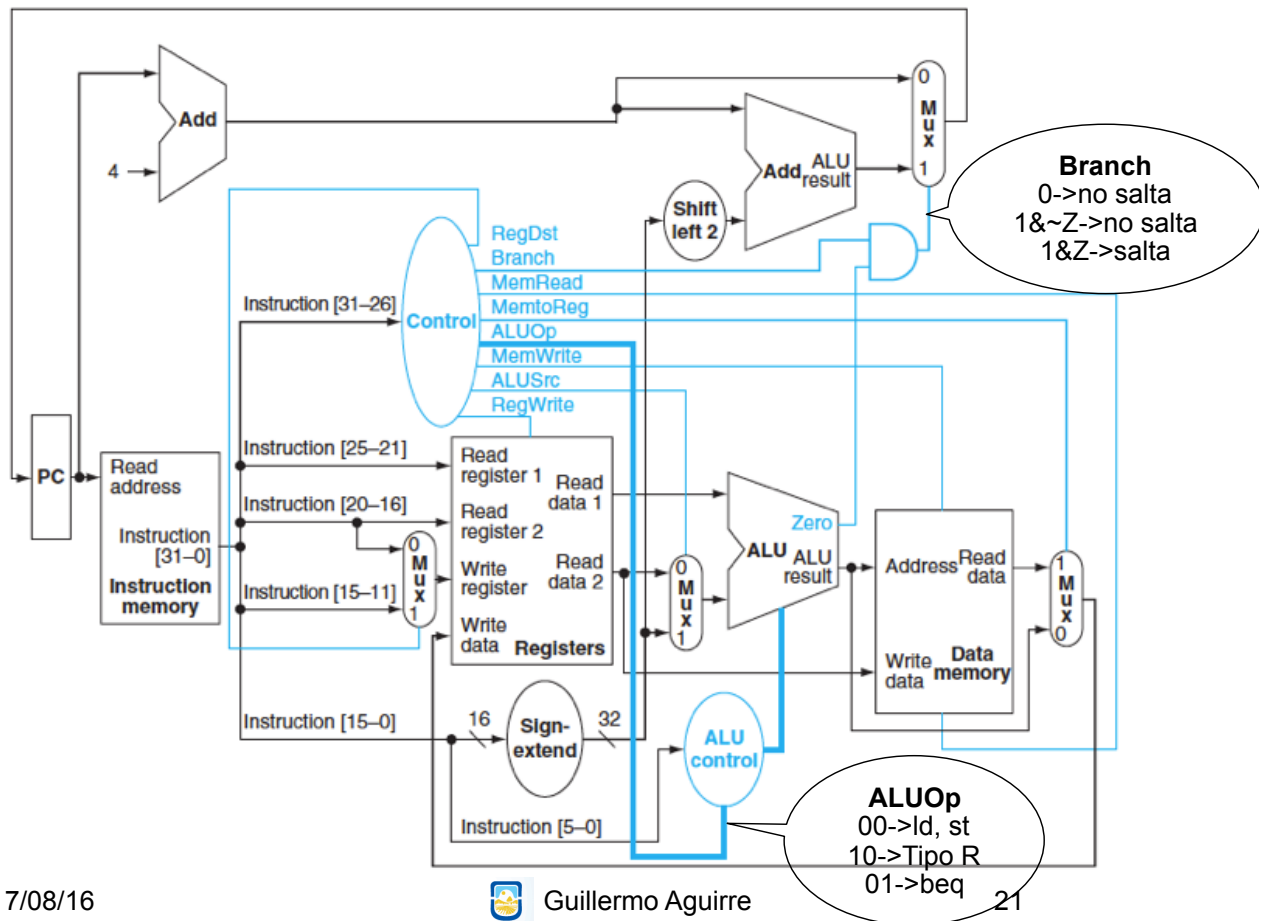 Add
4
0
Mux
1
Add ALU
result
Shift
left 2
Branch
0->no salta
1&~Z->no salta
1&Z->salta
RegDst
Branch
MemRead
MemtoReg
ALUOp
MemWrite
ALUSrc
RegWrite
Instruction [31–26]
Control
PC
Read
address
Instruction
[31–0]
Instruction
memory
Instruction [25–21]
Instruction [20–16]
Instruction [15–11]
0
Mux
1
Read
register 1
Read
register 2
Write
register
Write
data
Read
data 1
Read
data 2
Registers
0
Mux
1
Zero
ALU ALU
result
Address
Read
data
Write
data
Data
memory
1
Mux
0
Instruction [15–0]
16
Sign-
extend
32
ALU
control
Instruction [5–0]
ALUOp
00->ld, st
10->Tipo R
01->beq
7/08/16
Guillermo Aguirre
21